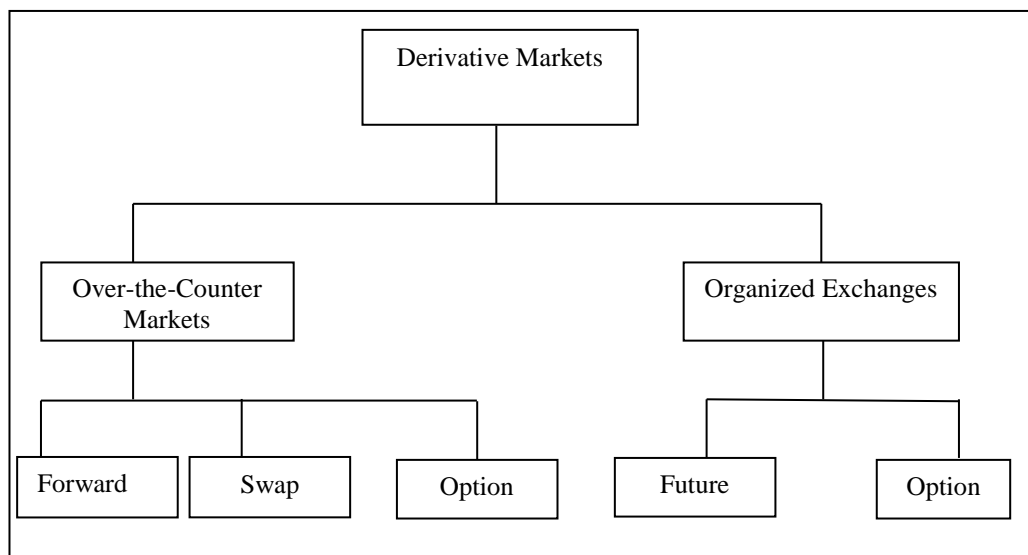 Derivative Markets
Over-the-Counter
Markets
Organized Exchanges
Forward
Swap
Option
Future
Option